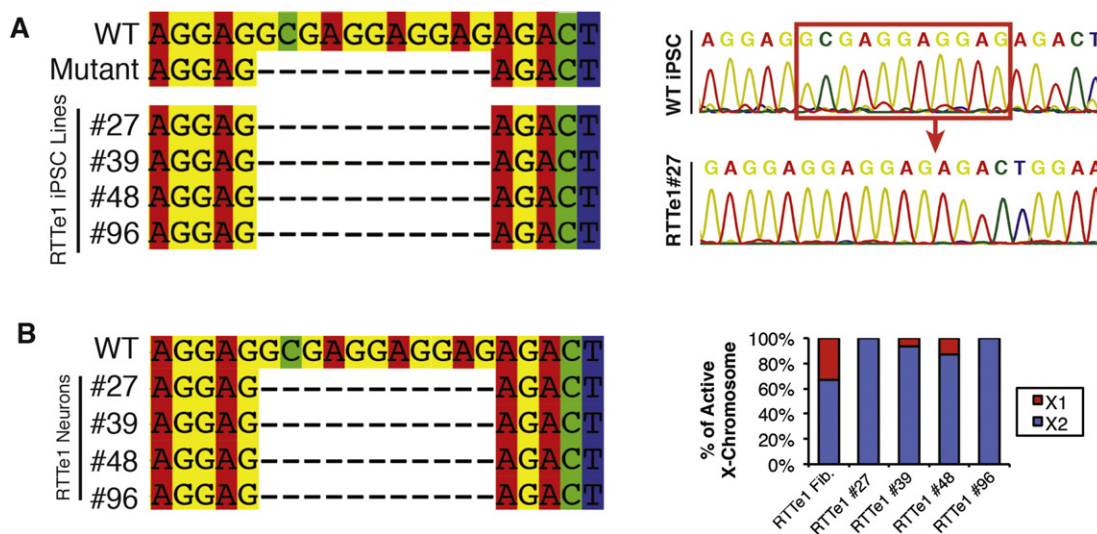 A
WT AGGAGGCGAGGAGGAGAGACT
Mutant AGGAG-----------AGACT
RTTe1 iPSC Lines
#27 AGGAG-----------AGACT
#39 AGGAG-----------AGACT
#48 AGGAG-----------AGACT
#96 AGGAG-----------AGACT
WT iPSC
AGGAGGCGAGGAGGAGAGACT
RTTe1#27
GAGGAGGAGGAGAGACTGGAA
B
WT AGGAGGCGAGGAGGAGAGACT
RTTe1 Neurons
#27 AGGAG-----------AGACT
#39 AGGAG-----------AGACT
#48 AGGAG-----------AGACT
#96 AGGAG-----------AGACT
% of Active
X-Chromosome
100%
80%
60%
40%
20%
0%
RTTe1 Fib.
RTTe1 #27
RTTe1 #39
RTTe1 #48
RTTe1 #96
X1
X2